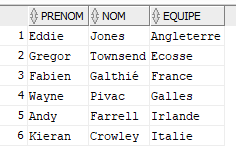 PRENOM NOM EQUIPE
1 Eddie Jones Angleterre
2 Gregor Townsend Ecosse
3 Fabien Galthié France
4 Wayne Pivac Galles
5 Andy Farrell Irlande
6 Kieran Crowley Italie